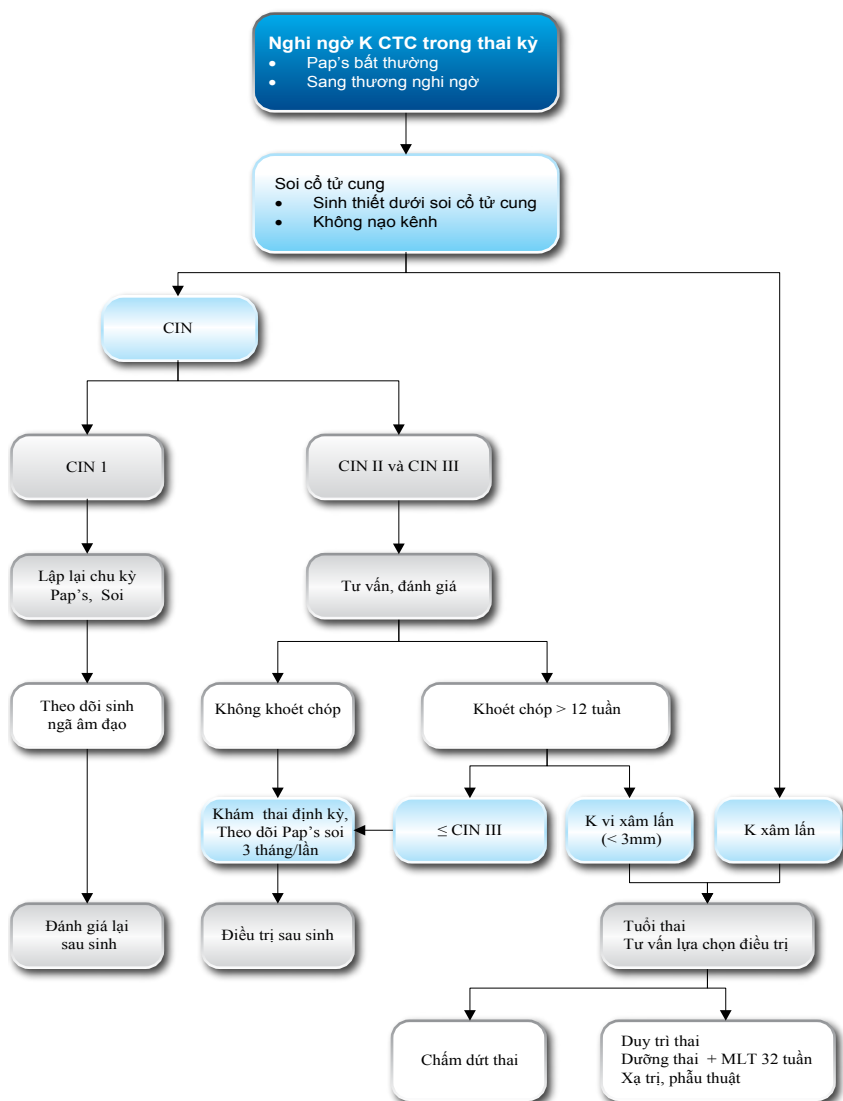 Nghi ngờ K CTC trong thai kỳ
• Pap's bất thường
• Sang thương nghi ngờ
Soi cổ tử cung
• Sinh thiết dưới soi cổ tử cung
• Không nạo kênh
CIN
CIN 1
CIN II và CIN III
Lập lại chu kỳ
Pap's, Soi
Tư vấn, đánh giá
Theo dõi sinh
ngã âm đạo
Không khoét chóp
Khoét chóp > 12 tuần
Khám thai định kỳ,
Theo dõi Pap's soi
3 tháng/lần
≤ CIN III
K vi xâm lấn
(< 3mm)
K xâm lấn
Đánh giá lại
sau sinh
Điều trị sau sinh
Tuổi thai
Tư vấn lựa chọn điều trị
Chấm dứt thai
Duy trì thai
Dưỡng thai + MLT 32 tuần
Xạ trị, phẫu thuật